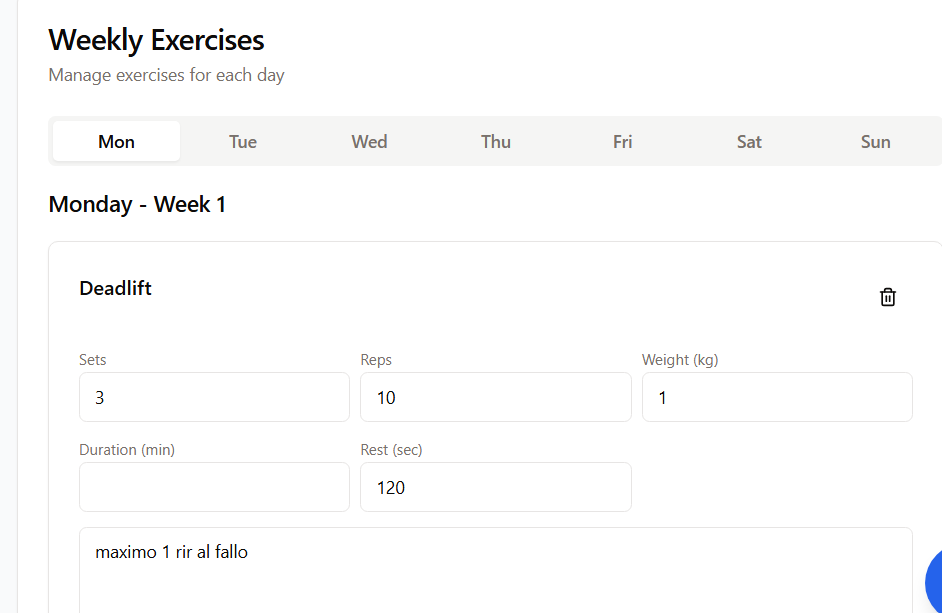 Weekly Exercises
Manage exercises for each day
Mon Tue Wed Thu Fri Sat Sun
Monday - Week 1
Deadlift
Sets Reps Weight (kg)
3 10 1
Duration (min) Rest (sec)
120
maximo 1 rir al fallo